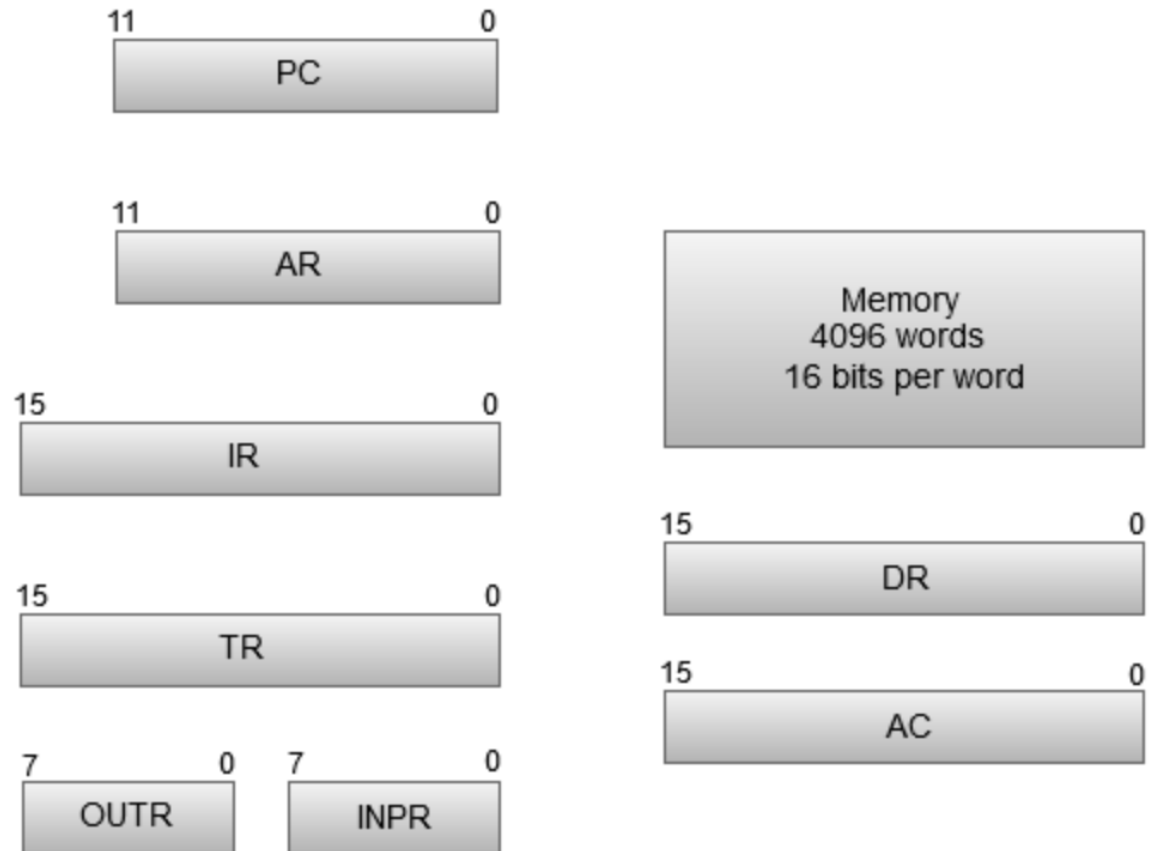 11 0
PC
11 0
AR
Memory
4096 words
16 bits per word
15 0
IR
15 0
DR
15 0
TR
15 0
AC
7 0
OUTR
7 0
INPR